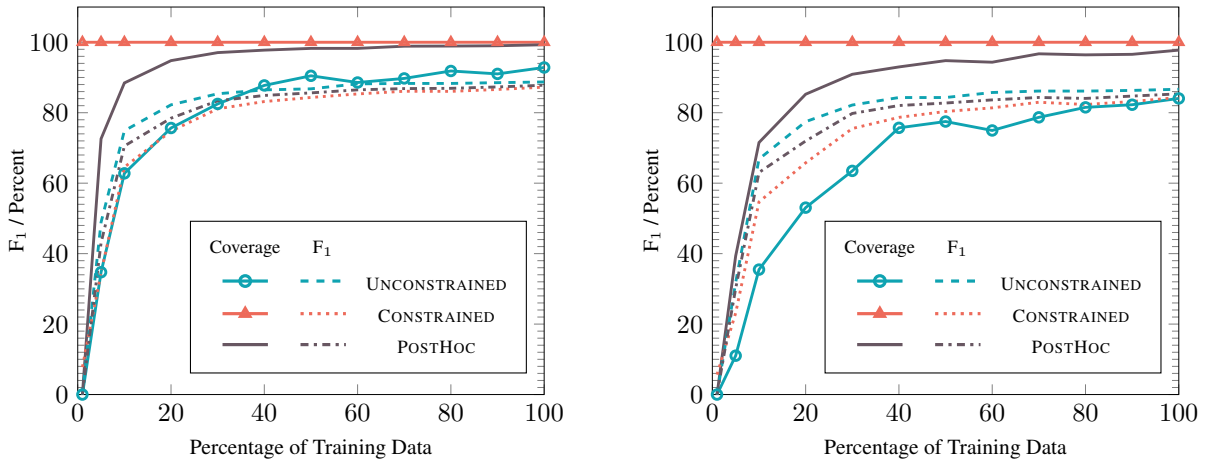 100
80
60
40
20
0
F1 / Percent
Coverage F1
UNCONSTRAINED
CONSTRAINED
POSTHOC
0 20 40 60 80 100
Percentage of Training Data
100
80
60
40
20
0
F1 / Percent
Coverage F1
UNCONSTRAINED
CONSTRAINED
POSTHOC
0 20 40 60 80 100
Percentage of Training Data